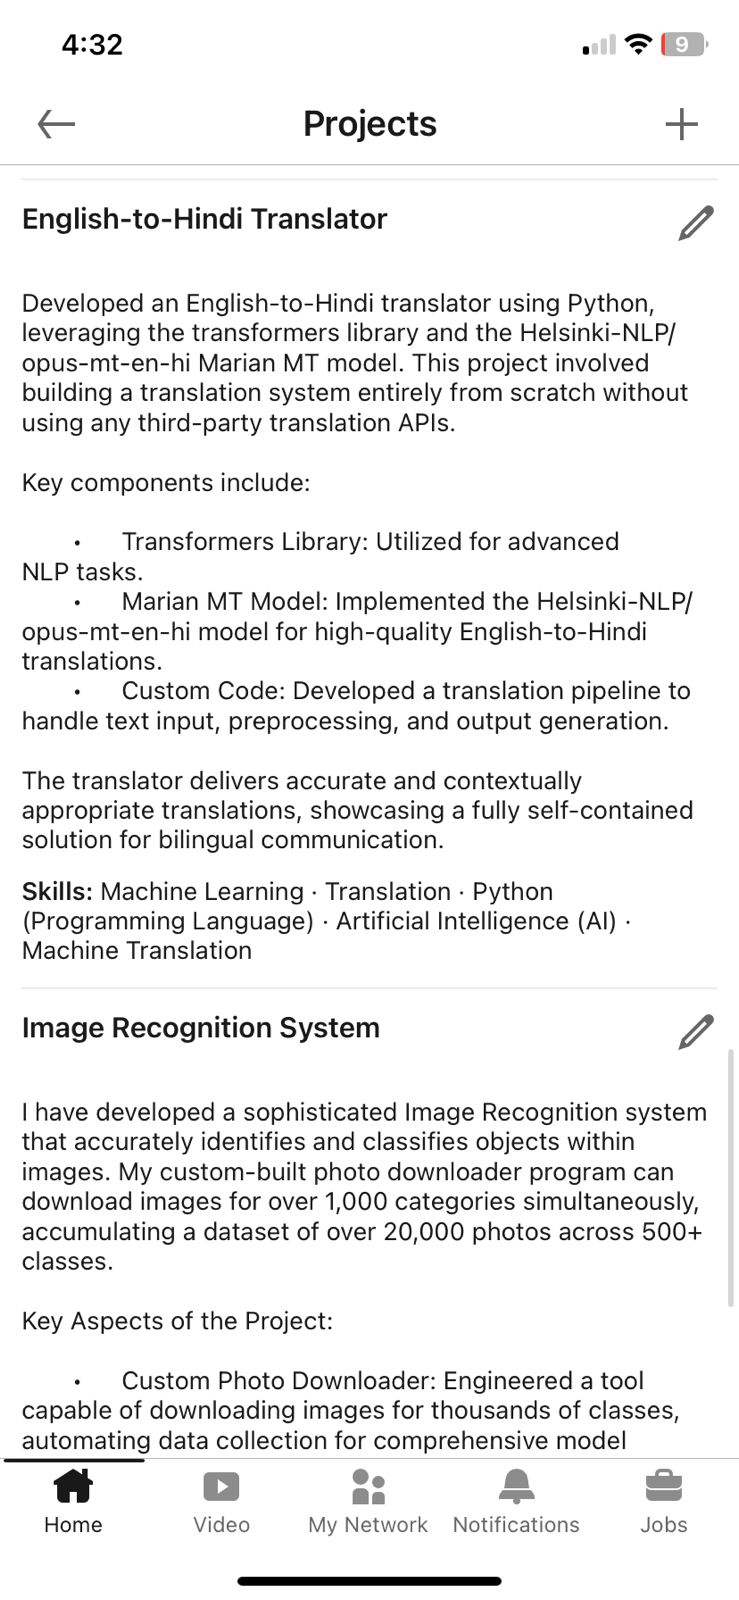 4:32
9
Projects
English-to-Hindi Translator
Developed an English-to-Hindi translator using Python,
leveraging the transformers library and the Helsinki-NLP/
opus-mt-en-hi Marian MT model. This project involved
building a translation system entirely from scratch without
using any third-party translation APIs.
Key components include:
• Transformers Library: Utilized for advanced
NLP tasks.
• Marian MT Model: Implemented the Helsinki-NLP/
opus-mt-en-hi model for high-quality English-to-Hindi
translations.
• Custom Code: Developed a translation pipeline to
handle text input, preprocessing, and output generation.
The translator delivers accurate and contextually
appropriate translations, showcasing a fully self-contained
solution for bilingual communication.
Skills: Machine Learning · Translation · Python
(Programming Language) · Artificial Intelligence (AI) ·
Machine Translation
Image Recognition System
I have developed a sophisticated Image Recognition system
that accurately identifies and classifies objects within
images. My custom-built photo downloader program can
download images for over 1,000 categories simultaneously,
accumulating a dataset of over 20,000 photos across 500+
classes.
Key Aspects of the Project:
• Custom Photo Downloader: Engineered a tool
capable of downloading images for thousands of classes,
automating data collection for comprehensive model
Home Video My Network Notifications Jobs